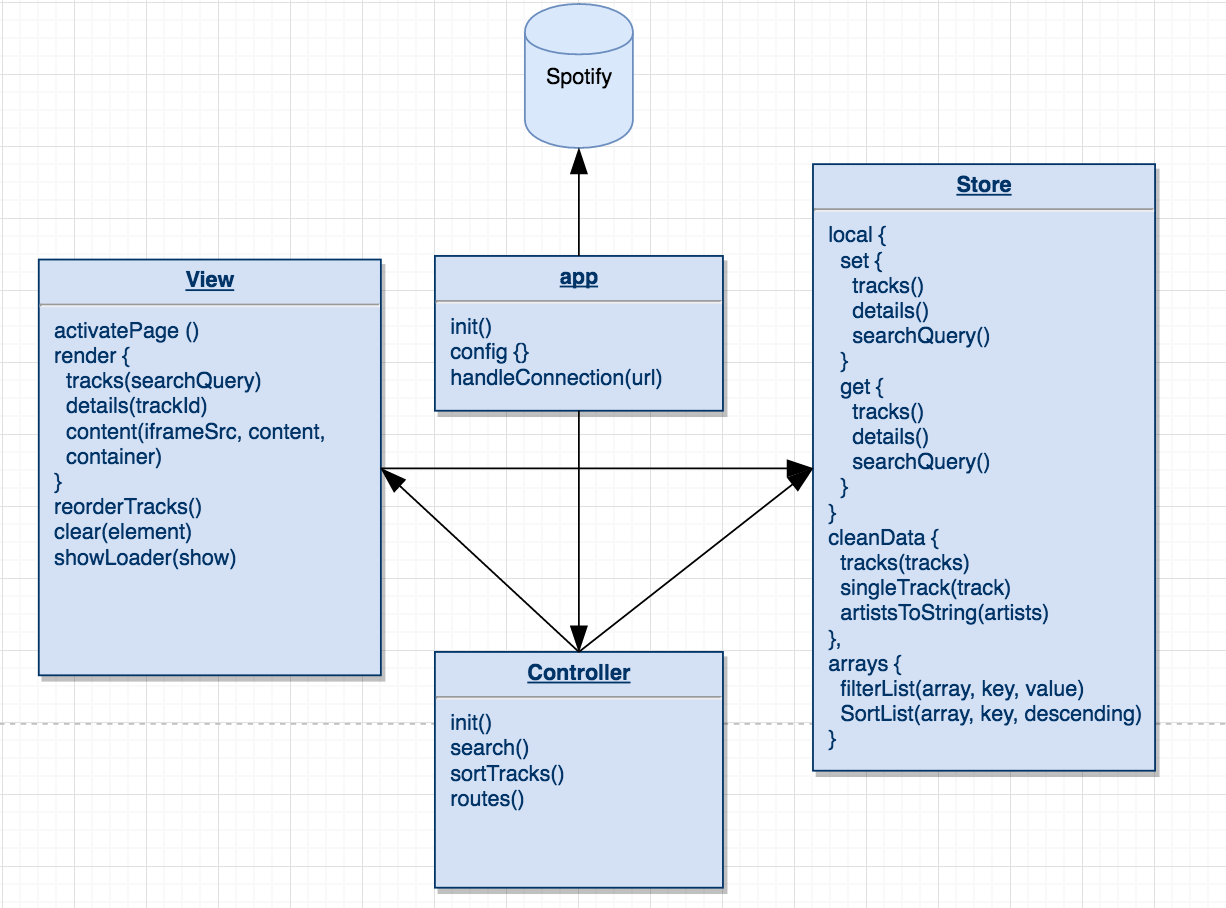 Spotify
View
activatePage ()
render {
tracks(searchQuery)
details(trackId)
content(iframeSrc, content,
container)
}
reorderTracks()
clear(element)
showLoader(show)
app
init()
config {}
handleConnection(url)
Controller
init()
search()
sortTracks()
routes()
Store
local {
set {
tracks()
details()
searchQuery()
}
get {
tracks()
details()
searchQuery()
}
}
cleanData {
tracks(tracks)
singleTrack(track)
artistsToString(artists)
},
arrays {
filterList(array, key, value)
SortList(array, key, descending)
}